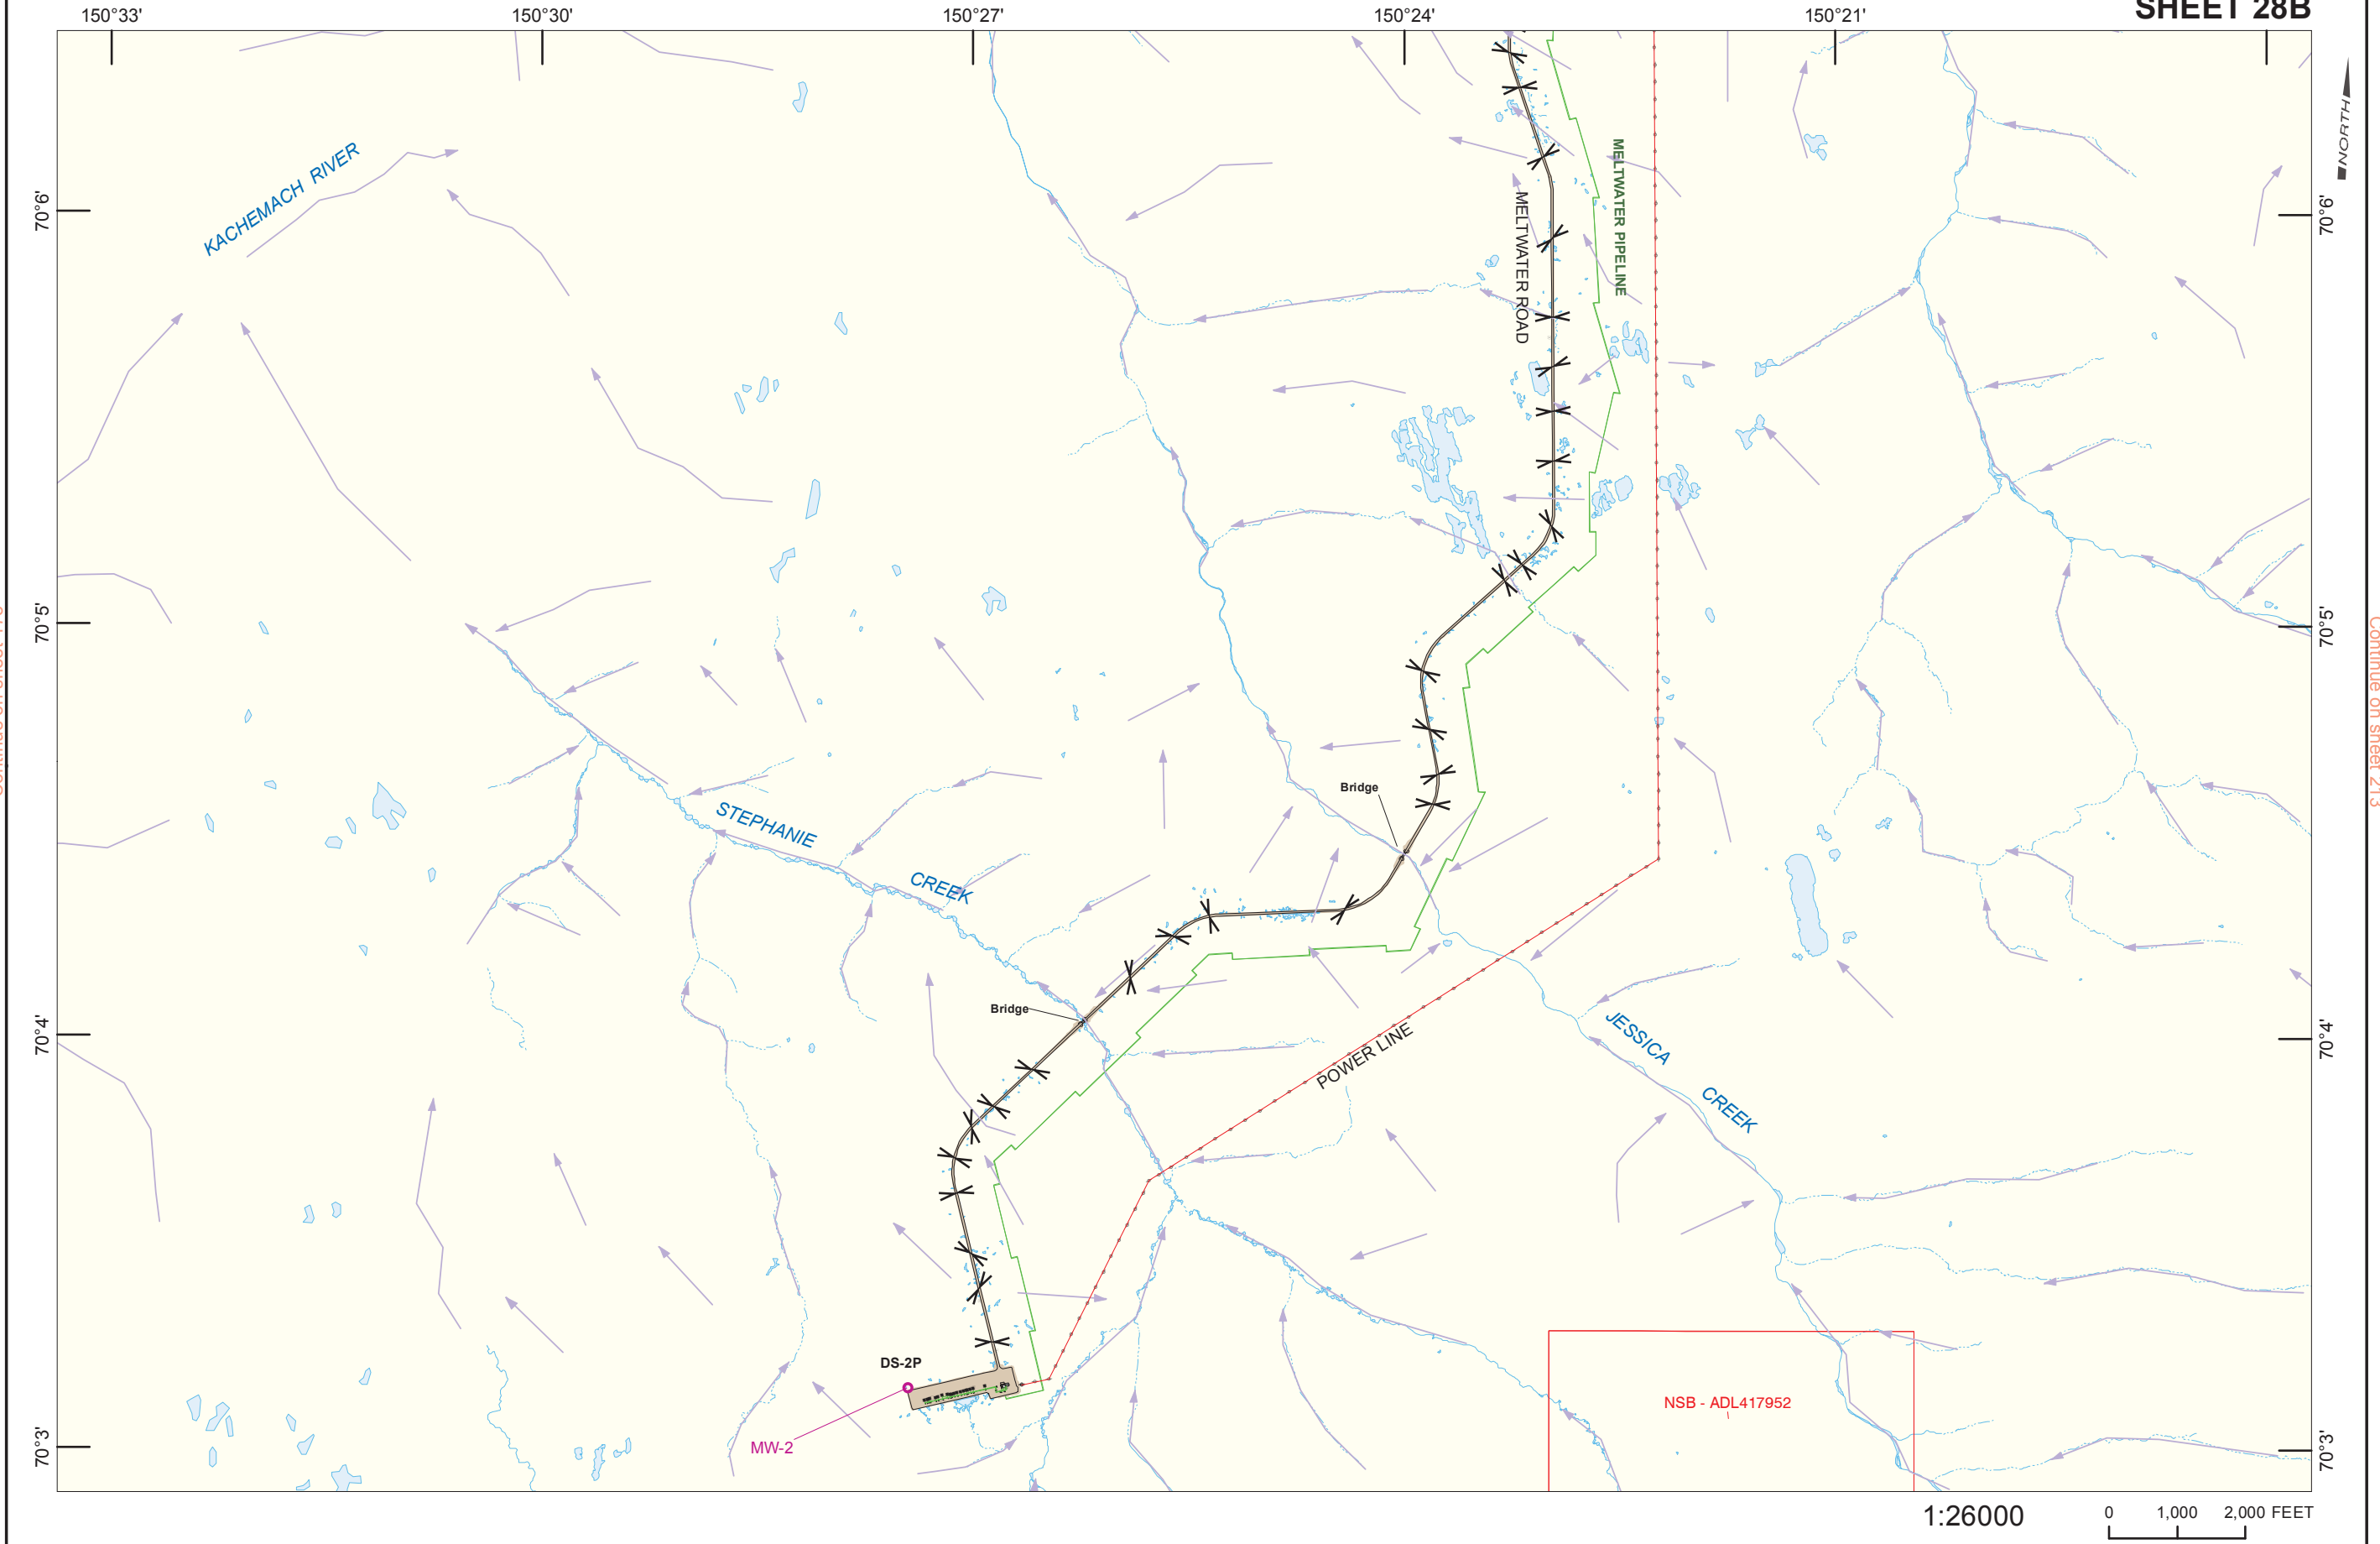 SHEET 28B
150°33'
150°30'
150°27'
150°24'
150°21'
NORTH
KACHEMACH RIVER
MELTWATER PIPELINE
MELTWATER ROAD
70°6'
70°6'
70°5'
70°5'
Continue on sheet 213
Bridge
STEPHANIE
CREEK
Bridge
70°4'
70°4'
JESSICA
CREEK
POWER LINE
DS-2P
MW-2
NSB - ADL417952
70°3'
70°3'
1:26000
0 1,000 2,000 FEET